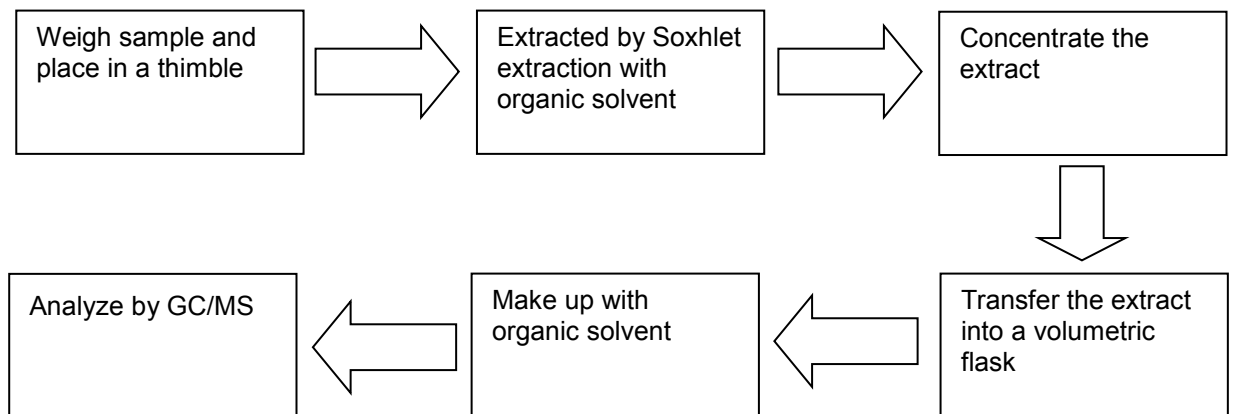 Weigh sample and
place in a thimble
Extracted by Soxhlet
extraction with
organic solvent
Concentrate the
extract
Transfer the extract
into a volumetric
flask
Make up with
organic solvent
Analyze by GC/MS